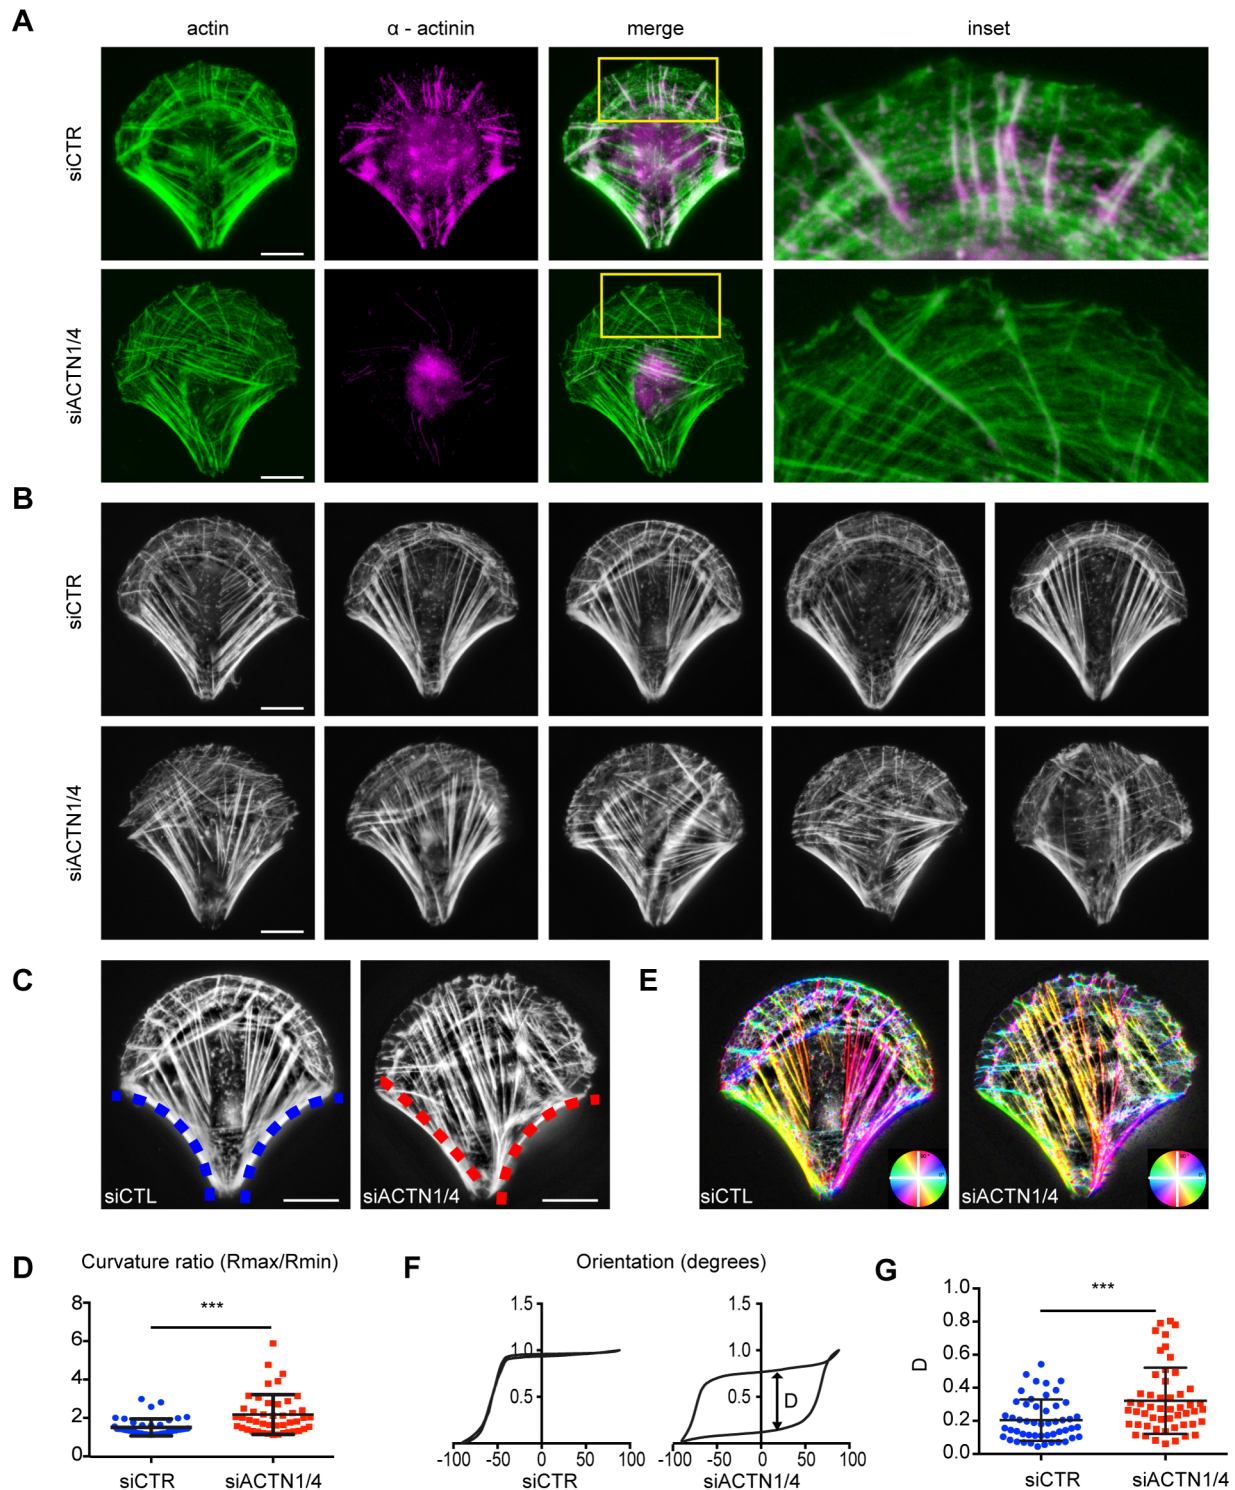 A
actin
α - actinin
merge
inset
siCTR
siACTN1/4
B
siCTR
siACTN1/4
C
siCTL
siACTN1/4
E
siCTL
siACTN1/4
D
Curvature ratio (Rmax/Rmin)
***
8
6
4
2
0
siCTR
siACTN1/4
F
Orientation (degrees)
1.5
1.0
0.5
-100 -50 0 50 100
siCTR
1.5
1.0
0.5
D
-100 -50 0 50 100
siACTN1/4
G
***
D
1.0
0.8
0.6
0.4
0.2
0.0
siCTR
siACTN1/4